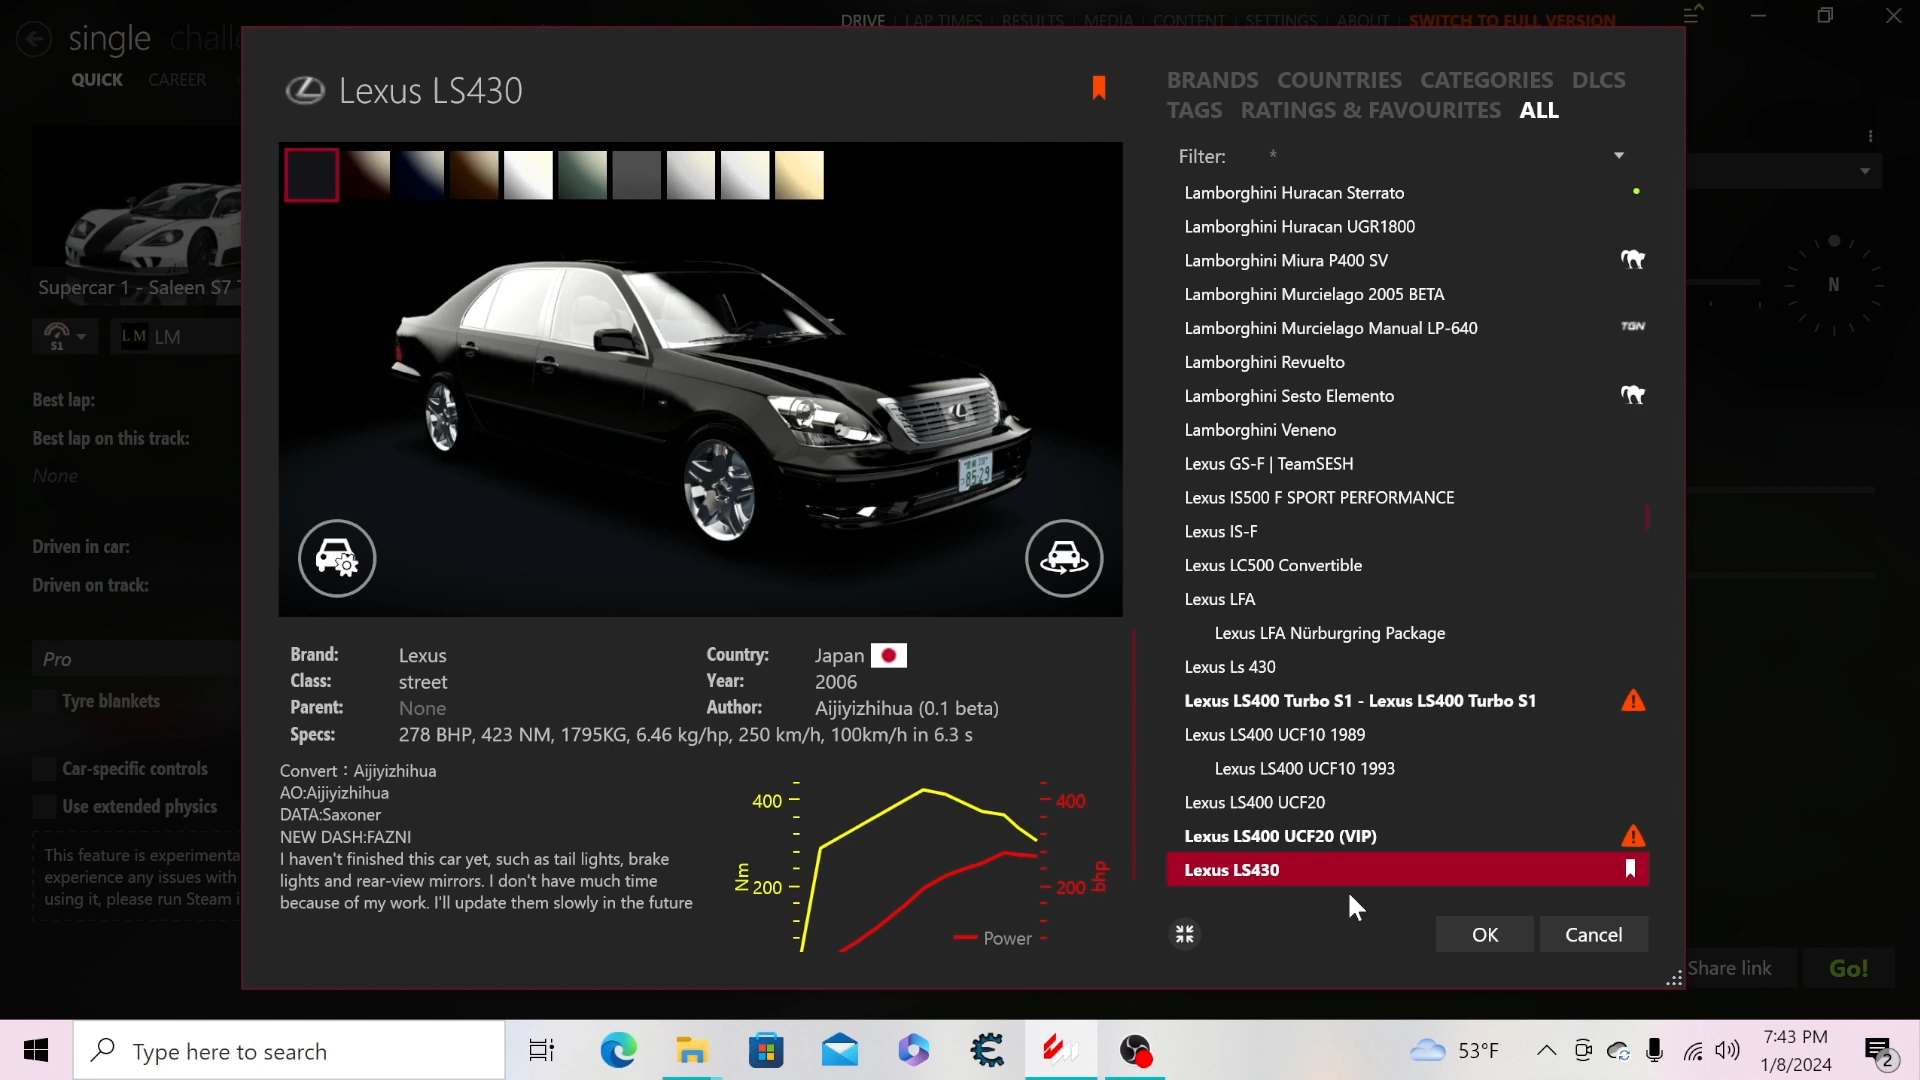 DRIVE | LAP TIMES | RESULTS | MEDIA | CONTENT | SETTINGS | ABOUT | SWITCH TO FULL VERSION
single challe
QUICK CAREER
Lexus LS430
BRANDS COUNTRIES CATEGORIES DLCS
TAGS RATINGS & FAVOURITES ALL
Filter: *
Lamborghini Huracan Sterrato
Lamborghini Huracan UGR1800
Lamborghini Miura P400 SV
Lamborghini Murcielago 2005 BETA
Lamborghini Murcielago Manual LP-640
TGN
Lamborghini Revuelto
Lamborghini Sesto Elemento
Lamborghini Veneno
Lexus GS-F | TeamSESH
Lexus IS500 F SPORT PERFORMANCE
Lexus IS-F
Lexus LC500 Convertible
Lexus LFA
Lexus LFA Nürburgring Package
Lexus Ls 430
Lexus LS400 Turbo S1 - Lexus LS400 Turbo S1
Lexus LS400 UCF10 1989
Lexus LS400 UCF10 1993
Lexus LS400 UCF20
Lexus LS400 UCF20 (VIP)
Lexus LS430
OK Cancel
Supercar 1 - Saleen S7
S1
LM LM
Best lap:
Best lap on this track:
None
Driven in car:
Driven on track:
Pro
Tyre blankets
Car-specific controls
Use extended physics
This feature is experimenta
experience any issues with
using it, please run Steam i
85-29
Brand: Lexus
Class: street
Parent: None
Country: Japan
Year: 2006
Author: Aijiyizhihua (0.1 beta)
Specs: 278 BHP, 423 NM, 1795KG, 6.46 kg/hp, 250 km/h, 100km/h in 6.3 s
Convert：Aijiyizhihua
AO:Aijiyizhihua
DATA:Saxoner
NEW DASH:FAZNI
I haven't finished this car yet, such as tail lights, brake
lights and rear-view mirrors. I don't have much time
because of my work. I'll update them slowly in the future
400
200
Nm
400
200
bhp
Power
N
Share link Go!
Type here to search
53°F
7:43 PM
1/8/2024
2